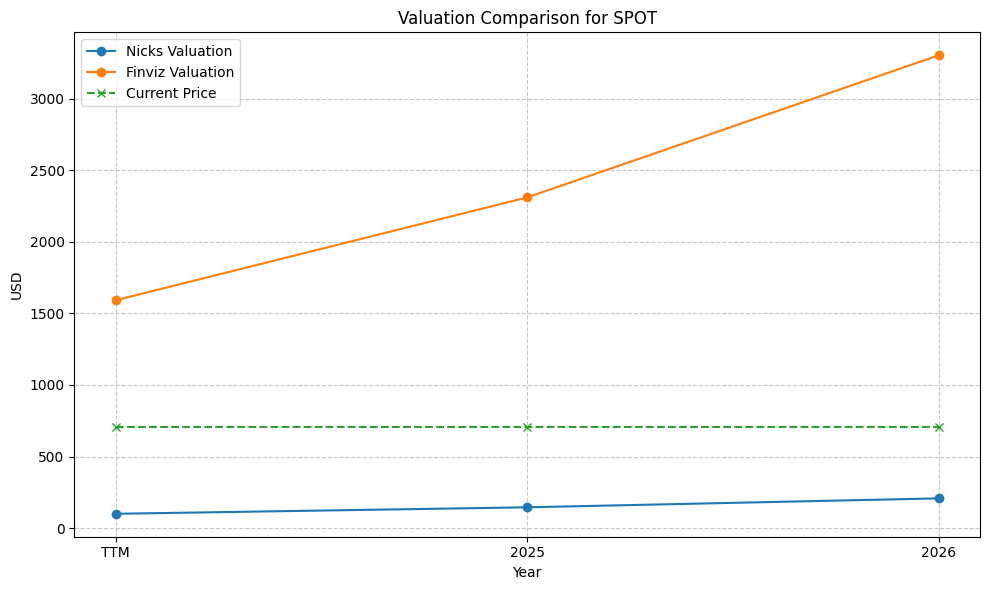 Valuation Comparison for SPOT
Nicks Valuation
Finviz Valuation
Current Price
3000
2500
2000
1500
1000
500
0
USD
TTM
2025
2026
Year